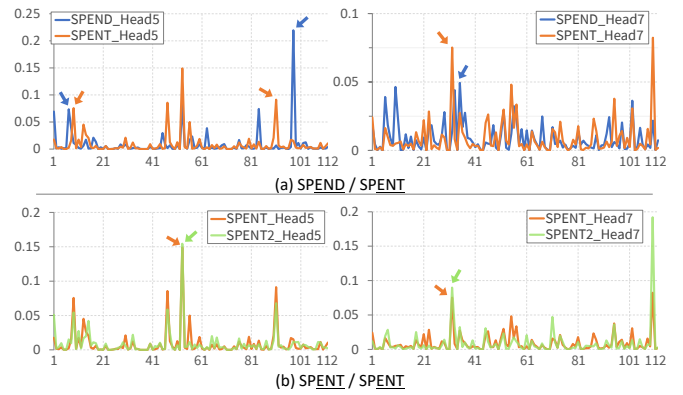 0.25
0.2
0.15
0.1
0.05
0
SPEND_Head5
SPENT_Head5
1 21 41 61 81 101 112
0.1
0.05
0
SPEND_Head7
SPENT_Head7
1 21 41 61 81 101 112
(a) SPEND / SPENT
0.2
0.15
0.1
0.05
0
SPENT_Head5
SPENT2_Head5
1 21 41 61 81 101 112
0.2
0.15
0.1
0.05
0
SPENT_Head7
SPENT2_Head7
1 21 41 61 81 101 112
(b) SPENT / SPENT